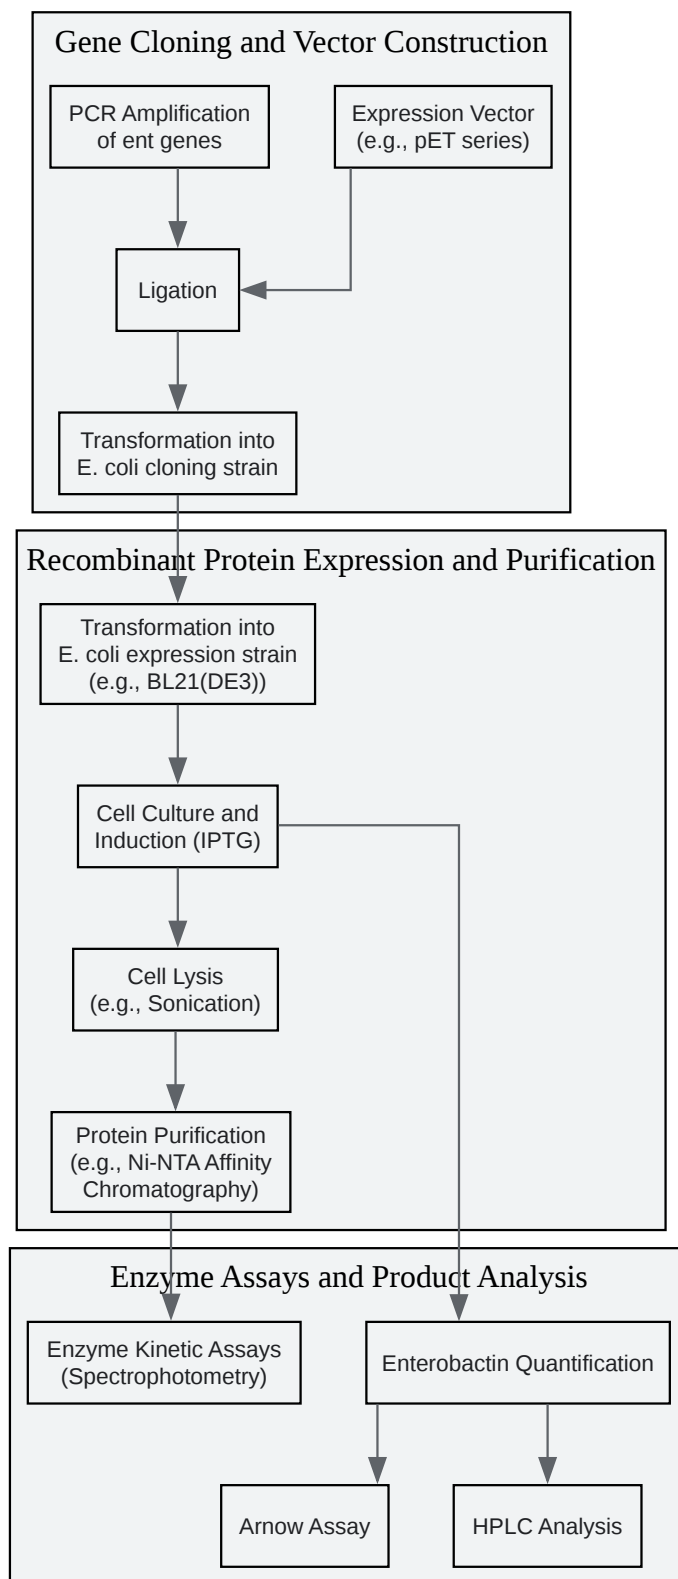 Gene Cloning and Vector Construction
PCR Amplification
of ent genes
Expression Vector
(e.g., pET series)
Ligation
Transformation into
E. coli cloning strain
Recombinant Protein Expression and Purification
Transformation into
E. coli expression strain
(e.g., BL21(DE3))
Cell Culture and
Induction (IPTG)
Cell Lysis
(e.g., Sonication)
Protein Purification
(e.g., Ni-NTA Affinity
Chromatography)
Enzyme Assays and Product Analysis
Enzyme Kinetic Assays
(Spectrophotometry)
Enterobactin Quantification
Arnow Assay
HPLC Analysis